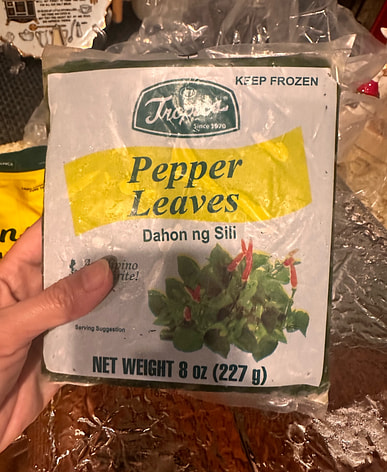 KEEP FROZEN
Tropics
Since 1970
Pepper
Leaves
Dahon ng Sili
Serving Suggestion
NET WEIGHT 8 oz (227 g)